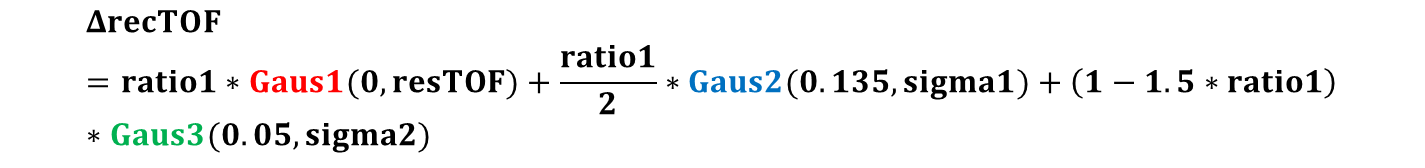 ΔrecTOF
= ratio1 * Gaus1(0, resTOF) + ratio1/2 * Gaus2(0.135, sigma1) + (1 − 1.5 * ratio1)
* Gaus3(0.05, sigma2)